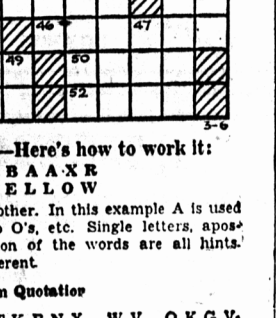 46 47
49 50
52
3-6
—Here's how to work it:
B A A X R
E L L O W
other. In this example A is used
O's, etc. Single letters, apos-
on of the words are all hints.
erent.
Quotation
W V